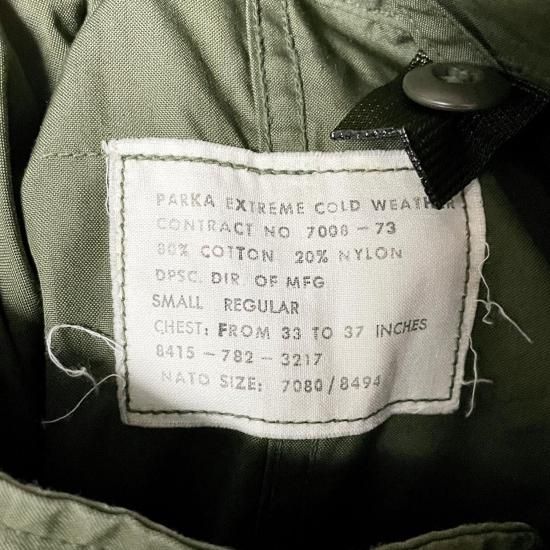 PARKA EXTREME COLD WEATHER
CONTRACT NO 7008 - 73
80% COTTON 20% NYLON
DPSC. DIR. OF MFG
SMALL REGULAR
CHEST: FROM 33 TO 37 INCHES
8415 - 782 - 3217
NATO SIZE: 7080/8494